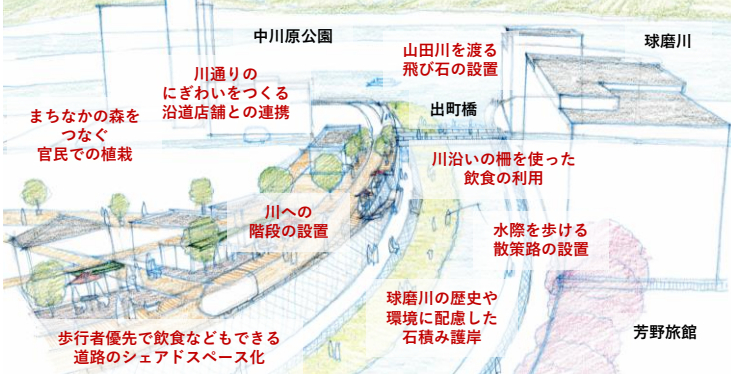 中川原公園
山田川を渡る
飛び石の設置
球磨川
川通りの
にぎわいをつくる
沿道店舗との連携
まちなかの森を
つなぐ
官民での植栽
出町橋
川沿いの柵を使った
飲食の利用
川への
階段の設置
水際を歩ける
散策路の設置
球磨川の歴史や
環境に配慮した
石積み護岸
芳野旅館
歩行者優先で飲食などもできる
道路のシェアドスペース化